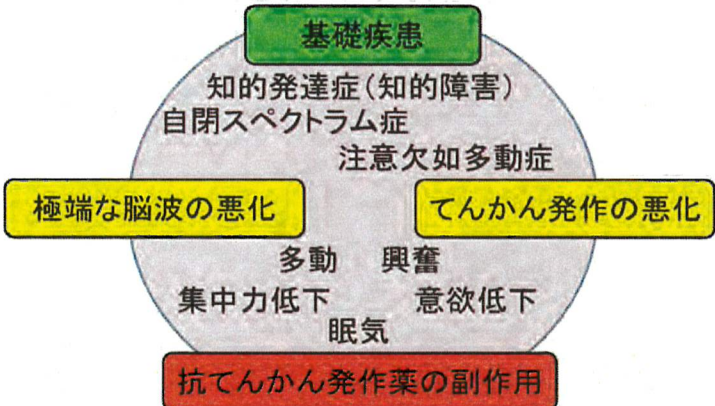 基礎疾患
知的発達症(知的障害)
自閉スペクトラム症
注意欠如多動症
極端な脳波の悪化
てんかん発作の悪化
多動 興奮
集中力低下 意欲低下
眠気
抗てんかん発作薬の副作用